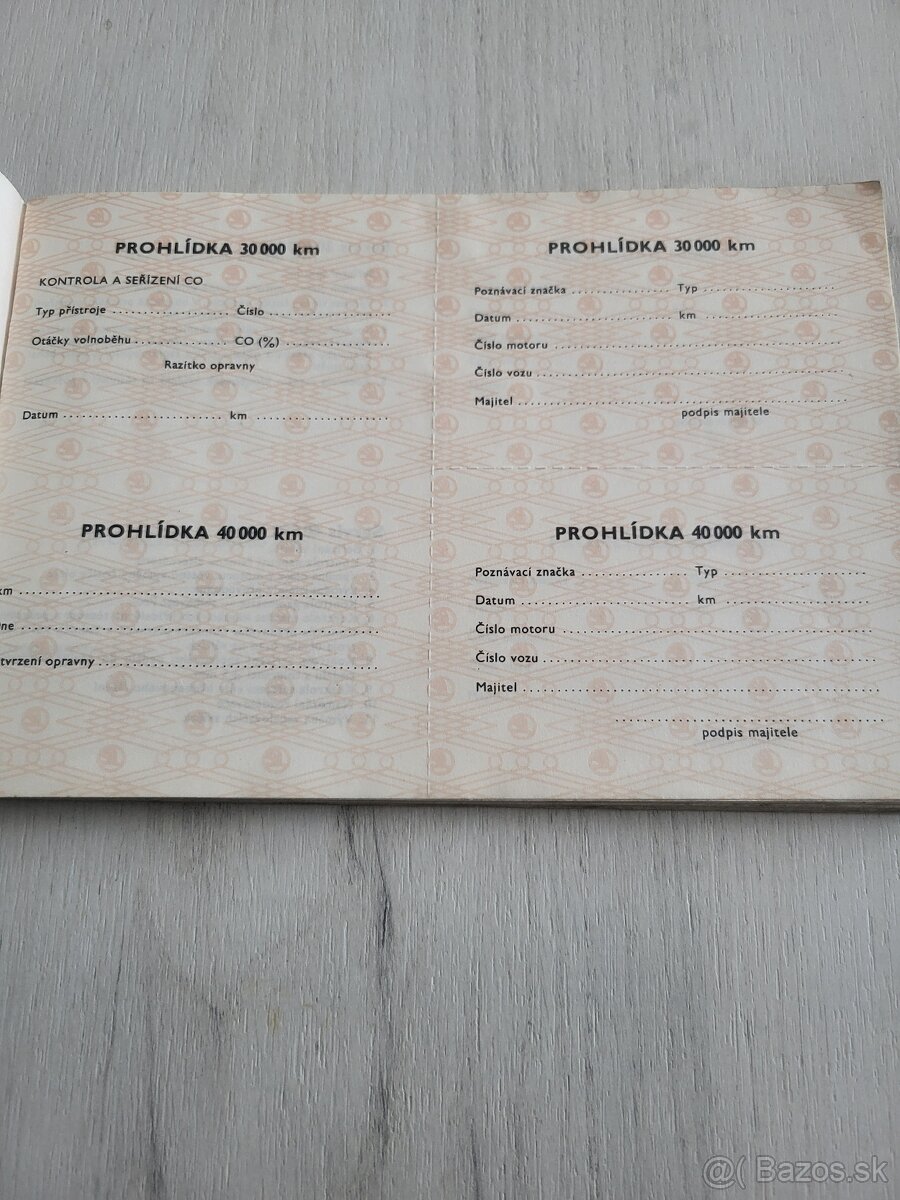 PROHLÍDKA 30 000 km
KONTROLA A SEŘÍZENÍ CO
Typ přístroje ........................ Číslo ..........................
Otáčky volnoběhu .................. CO (%) ......................
Razítko opravny
Datum ................................ km ..........................
PROHLÍDKA 40 000 km
km ..............................................................
ne ..............................................................
tvrzení opravny ..................................................
PROHLÍDKA 30 000 km
Poznávací značka .................... Typ ..........................
Datum ................................ km ..........................
Číslo motoru ....................................................
Číslo vozu ......................................................
Majitel ..........................................................
podpis majitele
PROHLÍDKA 40 000 km
Poznávací značka .................... Typ ..........................
Datum ................................ km ..........................
Číslo motoru ....................................................
Číslo vozu ......................................................
Majitel ..........................................................
..................................................
podpis majitele
@( Bazos.sk